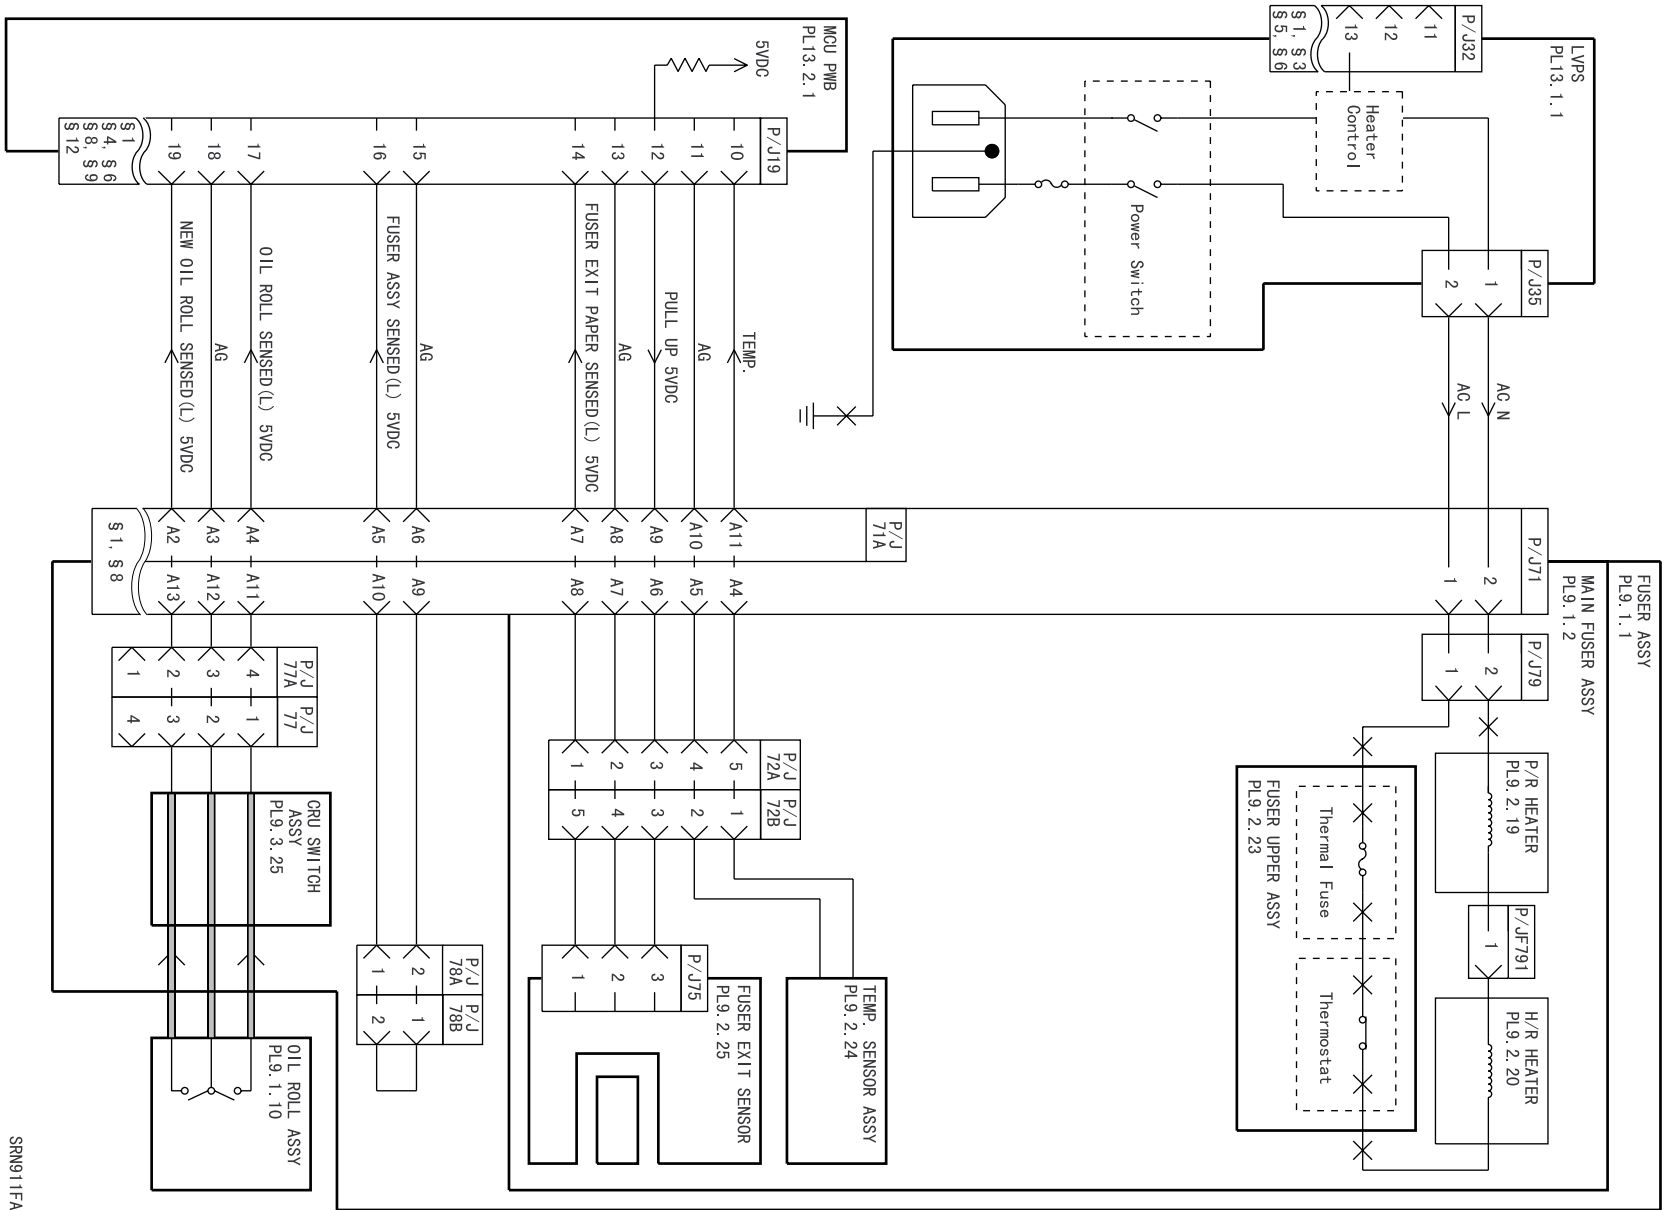 LVPS
PL13. 1. 1
P/J32
11
12
13
§ 1, § 3
§ 5, § 6
Heater
Control
Power Switch
P/J35
1
2
AC N
AC L
MCU PWB
PL13. 2. 1
5VDC
P/J19
10
11
12
13
14
15
16
17
18
19
§ 1
§ 4, § 6
§ 8, § 9
§ 12
TEMP.
AG
PULL UP 5VDC
AG
FUSER EXIT PAPER SENSED(L) 5VDC
AG
FUSER ASSY SENSED(L) 5VDC
OIL ROLL SENSED(L) 5VDC
AG
NEW OIL ROLL SENSED(L) 5VDC
P/J71
2
1
P/J
71A
A11
A10
A9
A8
A7
A6
A5
A4
A3
A2
A4
A5
A6
A7
A8
A9
A10
A11
A12
A13
§ 1, § 8
FUSER ASSY
PL9. 1. 1
MAIN FUSER ASSY
PL9. 1. 2
P/J79
2
1
P/R HEATER
PL9. 2. 19
P/JF791
1
H/R HEATER
PL9. 2. 20
FUSER UPPER ASSY
PL9. 2. 23
Thermal Fuse
Thermostat
P/J
72A
5
4
3
2
1
P/J
72B
1
2
3
4
5
TEMP. SENSOR ASSY
PL9. 2. 24
P/J75
3
2
1
FUSER EXIT SENSOR
PL9. 2. 25
P/J
78A
2
1
P/J
78B
1
2
P/J
77A
4
3
2
1
P/J
77
1
2
3
4
CRU SWITCH
ASSY
PL9. 3. 25
OIL ROLL ASSY
PL9. 1. 10
SRN911FA